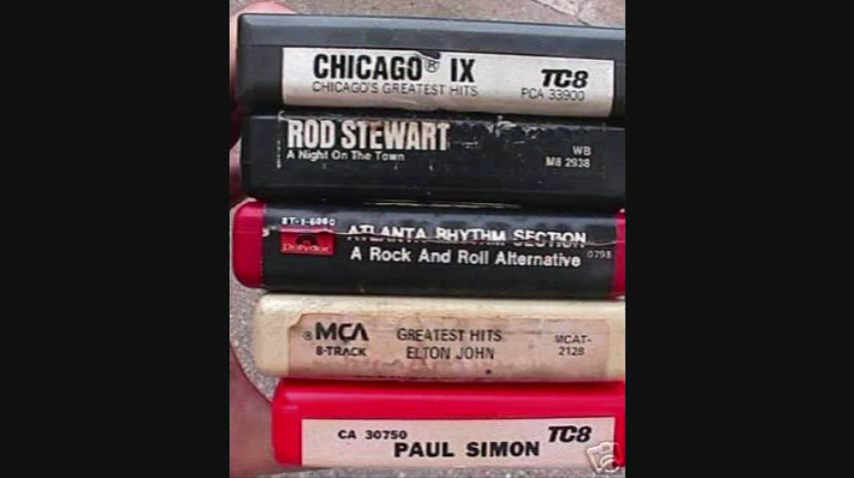 CHICAGO® IX
CHICAGO'S GREATEST HITS
TC8
PCA 33900
ROD STEWART
A Night On The Town
WB
M8 2938
8T-1-6080
polydor
ATLANTA RHYTHM SECTION
A Rock And Roll Alternative
0798
MCA
8-TRACK
GREATEST HITS
ELTON JOHN
MCAT-
2128
CA 30750
PAUL SIMON
TC8